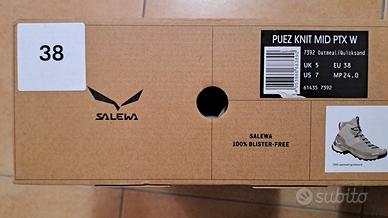 38
SALEWA
PUEZ KNIT MID PTX W
7392 Oatmeal/Quicksand
UK 5 EU 38
US 7 MP 24.0
61435 7392
SALEWA
100% BLISTER-FREE
subito